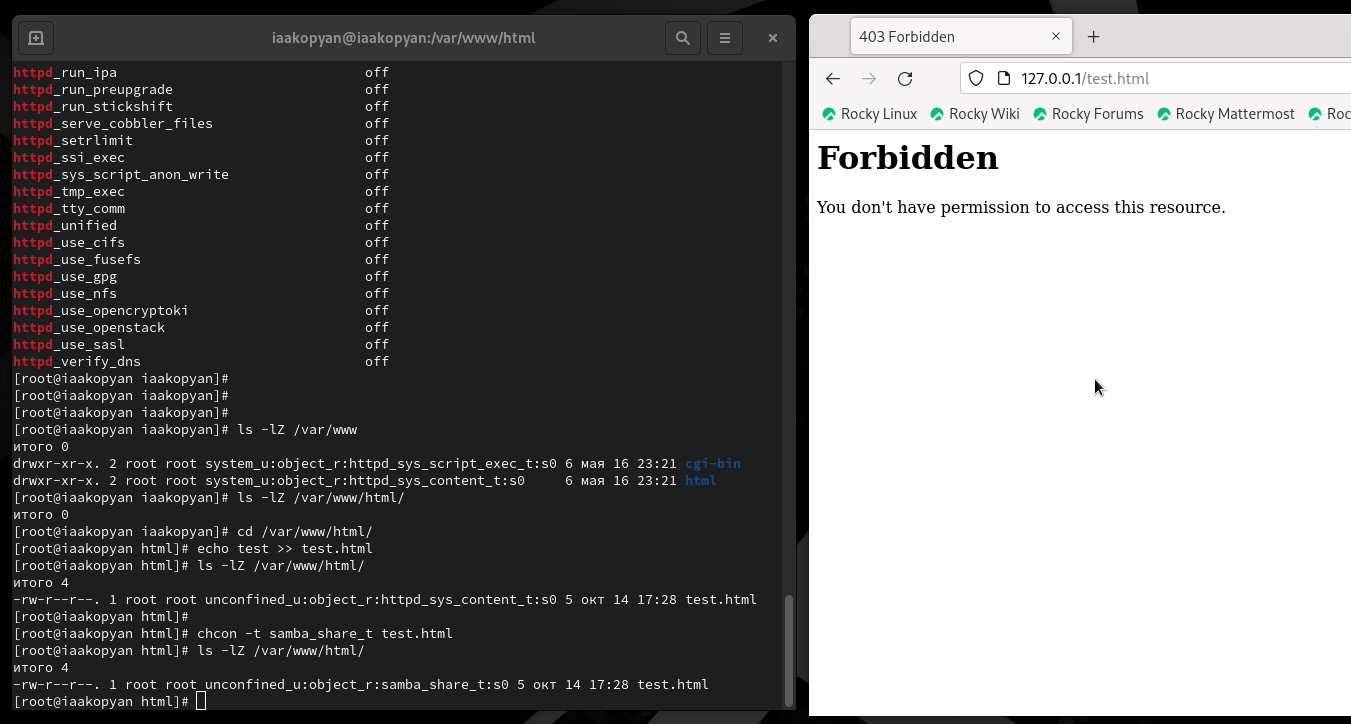 iaakopyan@iaakopyan:/var/www/html
httpd_run_ipa off
httpd_run_preupgrade off
httpd_run_stickshift off
httpd_serve_cobbler_files off
httpd_setrlimit off
httpd_ssi_exec off
httpd_sys_script_anon_write off
httpd_tmp_exec off
httpd_tty_comm off
httpd_unified off
httpd_use_cifs off
httpd_use_fusefs off
httpd_use_gpg off
httpd_use_nfs off
httpd_use_opencryptoki off
httpd_use_openstack off
httpd_use_sasl off
httpd_verify_dns off
[root@iaakopyan iaakopyan]#
[root@iaakopyan iaakopyan]#
[root@iaakopyan iaakopyan]#
[root@iaakopyan iaakopyan]# ls -lZ /var/www
итого 0
drwxr-xr-x. 2 root root system_u:object_r:httpd_sys_script_exec_t:s0 6 мая 16 23:21 cgi-bin
drwxr-xr-x. 2 root root system_u:object_r:httpd_sys_content_t:s0     6 мая 16 23:21 html
[root@iaakopyan iaakopyan]# ls -lZ /var/www/html/
итого 0
[root@iaakopyan iaakopyan]# cd /var/www/html/
[root@iaakopyan html]# echo test >> test.html
[root@iaakopyan html]# ls -lZ /var/www/html/
итого 4
-rw-r--r--. 1 root root unconfined_u:object_r:httpd_sys_content_t:s0 5 окт 14 17:28 test.html
[root@iaakopyan html]#
[root@iaakopyan html]# chcon -t samba_share_t test.html
[root@iaakopyan html]# ls -lZ /var/www/html/
итого 4
-rw-r--r--. 1 root root unconfined_u:object_r:samba_share_t:s0 5 окт 14 17:28 test.html
[root@iaakopyan html]#
403 Forbidden
127.0.0.1/test.html
Rocky Linux Rocky Wiki Rocky Forums Rocky Mattermost Roc
Forbidden
You don't have permission to access this resource.